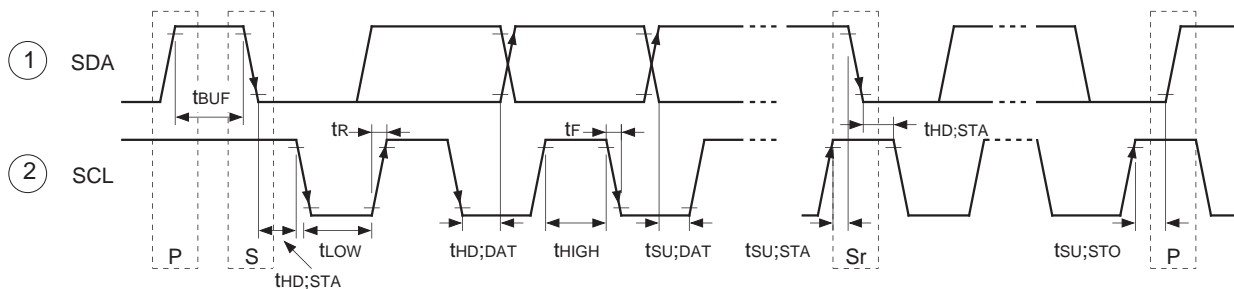 1 SDA
tBUF
tR
tF
tHD;STA
2 SCL
P
S
tLOW
tHD;DAT
tHIGH
tSU;DAT
tSU;STA
Sr
tSU;STO
P
tHD;STA